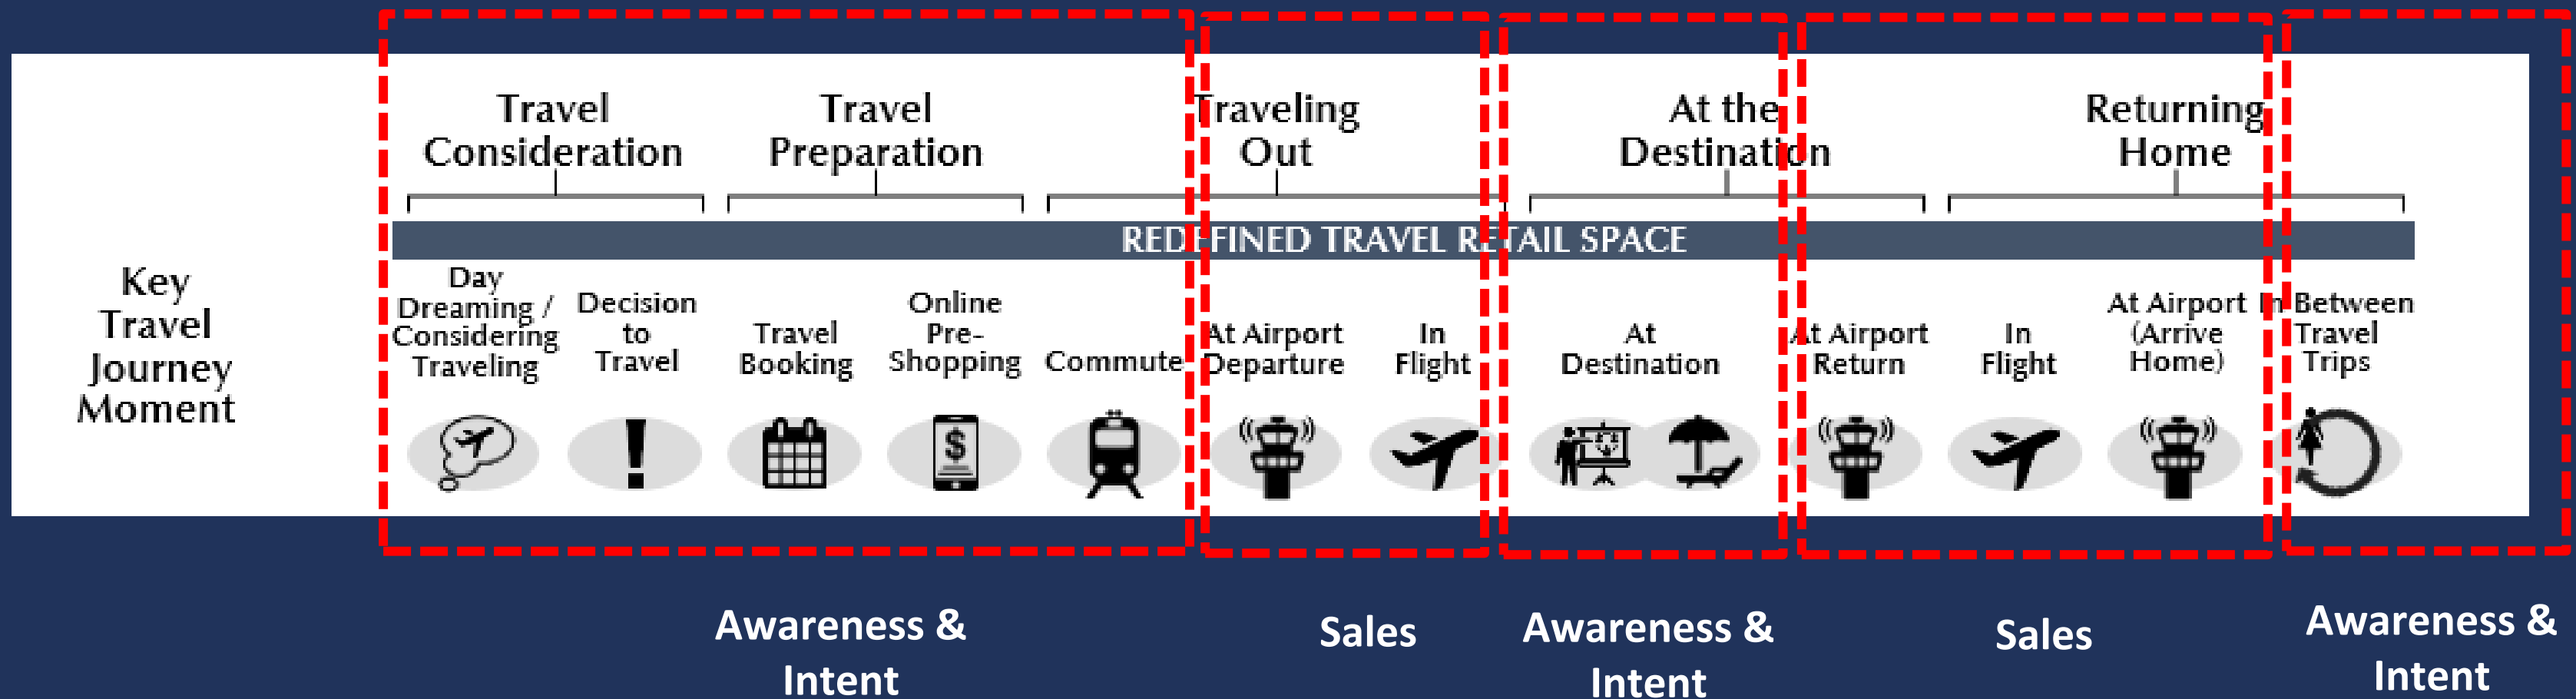 Travel
Consideration
Travel
Preparation
Traveling
Out
At the
Destination
Returning
Home
REDEFINED TRAVEL RETAIL SPACE
Key
Travel
Journey
Moment
Day
Dreaming /
Considering
Traveling
Decision
to
Travel
Travel
Booking
Online
Pre-
Shopping
Commute
At Airport
Departure
In
Flight
At
Destination
At Airport
Return
In
Flight
At Airport
(Arrive
Home)
In Between
Travel
Trips
$
Awareness &
Intent
Sales
Awareness &
Intent
Sales
Awareness &
Intent